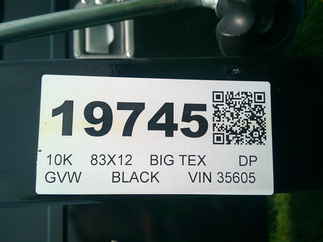 19745
10K 83X12 BIG TEX DP
GVW BLACK VIN 35605